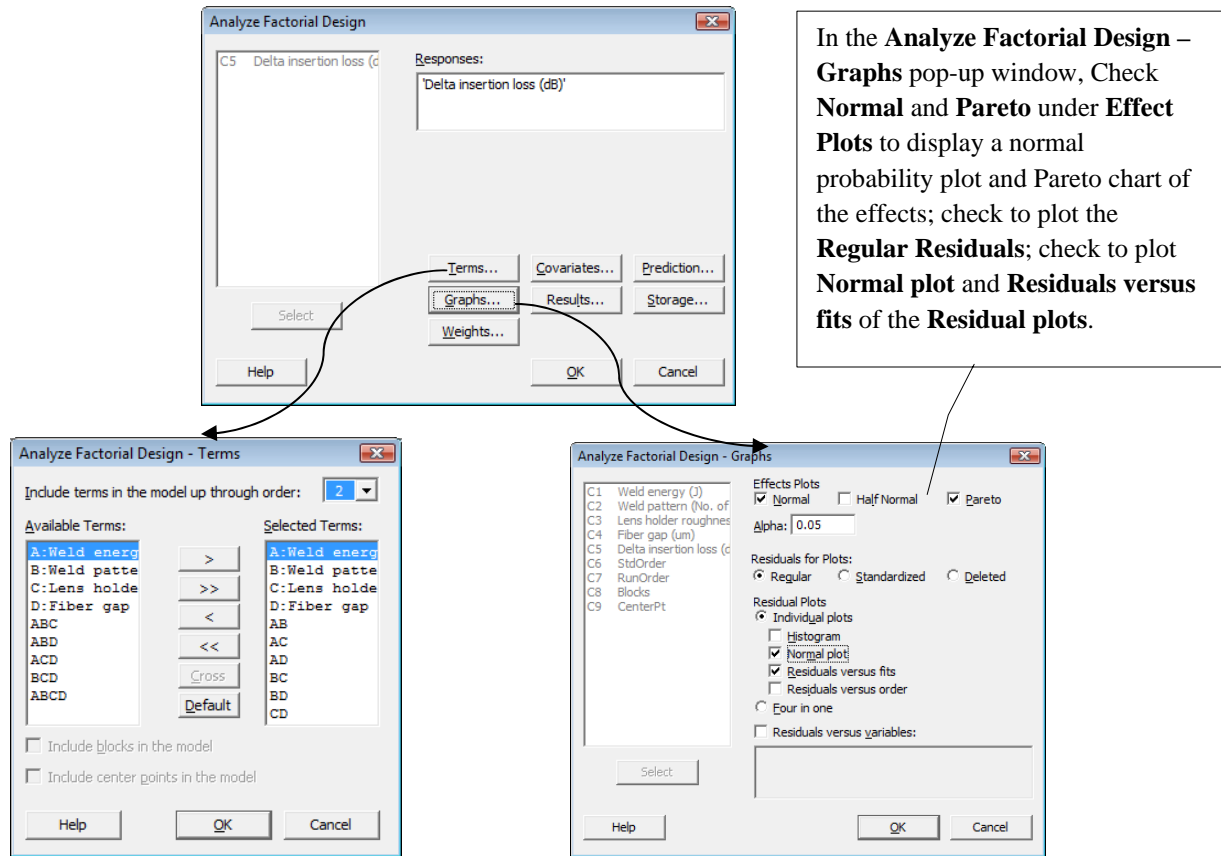 Analyze Factorial Design
C5 Delta insertion loss (d
Responses:
'Delta insertion loss (dB)'
Terms...
Covariates...
Prediction...
Select
Graphs...
Results...
Storage...
Weights...
Help
OK
Cancel
In the Analyze Factorial Design –
Graphs pop-up window, Check
Normal and Pareto under Effect
Plots to display a normal
probability plot and Pareto chart of
the effects; check to plot the
Regular Residuals; check to plot
Normal plot and Residuals versus
fits of the Residual plots.
Analyze Factorial Design - Terms
Include terms in the model up through order: 2
Available Terms:
A:Weld energ
B:Weld patte
C:Lens holde
D:Fiber gap
ABC
ABD
ACD
BCD
ABCD
>
>>
<
<<
Cross
Default
Selected Terms:
A:Weld energ
B:Weld patte
C:Lens holde
D:Fiber gap
AB
AC
AD
BC
BD
CD
Include blocks in the model
Include center points in the model
Help
OK
Cancel
Analyze Factorial Design - Graphs
C1 Weld energy (J)
C2 Weld pattern (No. of
C3 Lens holder roughnes
C4 Fiber gap (um)
C5 Delta insertion loss (d
C6 StdOrder
C7 RunOrder
C8 Blocks
C9 CenterPt
Effects Plots
Normal Half Normal Pareto
Alpha: 0.05
Residuals for Plots:
Regular Standardized Deleted
Residual Plots
Individual plots
Histogram
Normal plot
Residuals versus fits
Residuals versus order
Four in one
Residuals versus variables:
Select
Help
OK
Cancel